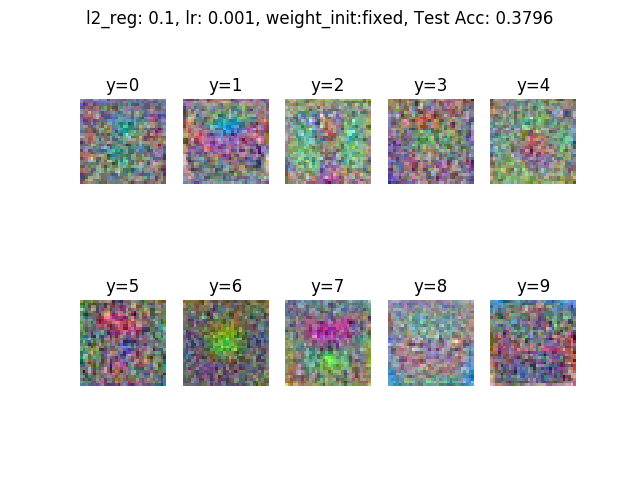 l2_reg: 0.1, lr: 0.001, weight_init:fixed, Test Acc: 0.3796
y=0 y=1 y=2 y=3 y=4
y=5 y=6 y=7 y=8 y=9